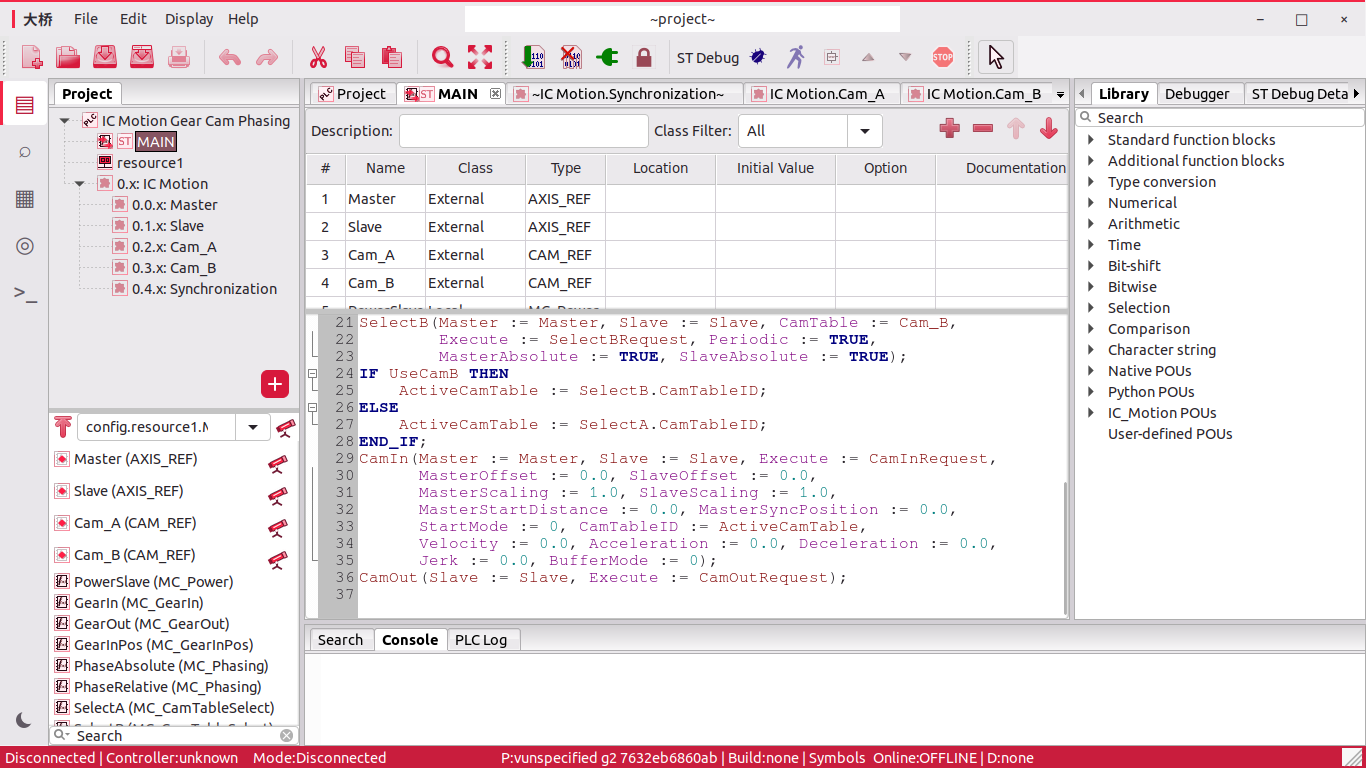 大桥 File Edit Display Help ~project~
ST Debug STOP
Project
IC Motion Gear Cam Phasing
ST MAIN
resource1
0.x: IC Motion
0.0.x: Master
0.1.x: Slave
0.2.x: Cam_A
0.3.x: Cam_B
0.4.x: Synchronization
config.resource1.M
Master (AXIS_REF)
Slave (AXIS_REF)
Cam_A (CAM_REF)
Cam_B (CAM_REF)
PowerSlave (MC_Power)
GearIn (MC_GearIn)
GearOut (MC_GearOut)
GearInPos (MC_GearInPos)
PhaseAbsolute (MC_Phasing)
PhaseRelative (MC_Phasing)
SelectA (MC_CamTableSelect)
SelectB (MC_CamTableSelect)
Search
Project ST MAIN ~IC Motion.Synchronization~ IC Motion.Cam_A IC Motion.Cam_B
Description: Class Filter: All
# Name Class Type Location Initial Value Option Documentation
1 Master External AXIS_REF
2 Slave External AXIS_REF
3 Cam_A External CAM_REF
4 Cam_B External CAM_REF
5 PowerSlave Local MC_Power
21 SelectB(Master := Master, Slave := Slave, CamTable := Cam_B,
22 Execute := SelectBRequest, Periodic := TRUE,
23 MasterAbsolute := TRUE, SlaveAbsolute := TRUE);
24 IF UseCamB THEN
25 ActiveCamTable := SelectB.CamTableID;
26 ELSE
27 ActiveCamTable := SelectA.CamTableID;
28 END_IF;
29 CamIn(Master := Master, Slave := Slave, Execute := CamInRequest,
30 MasterOffset := 0.0, SlaveOffset := 0.0,
31 MasterScaling := 1.0, SlaveScaling := 1.0,
32 MasterStartDistance := 0.0, MasterSyncPosition := 0.0,
33 StartMode := 0, CamTableID := ActiveCamTable,
34 Velocity := 0.0, Acceleration := 0.0, Deceleration := 0.0,
35 Jerk := 0.0, BufferMode := 0);
36 CamOut(Slave := Slave, Execute := CamOutRequest);
37
Search Console PLC Log
Library Debugger ST Debug Deta
Search
Standard function blocks
Additional function blocks
Type conversion
Numerical
Arithmetic
Time
Bit-shift
Bitwise
Selection
Comparison
Character string
Native POUs
Python POUs
IC_Motion POUs
User-defined POUs
Disconnected | Controller:unknown Mode:Disconnected P:vunspecified g2 7632eb6860ab | Build:none | Symbols Online:OFFLINE | D:none